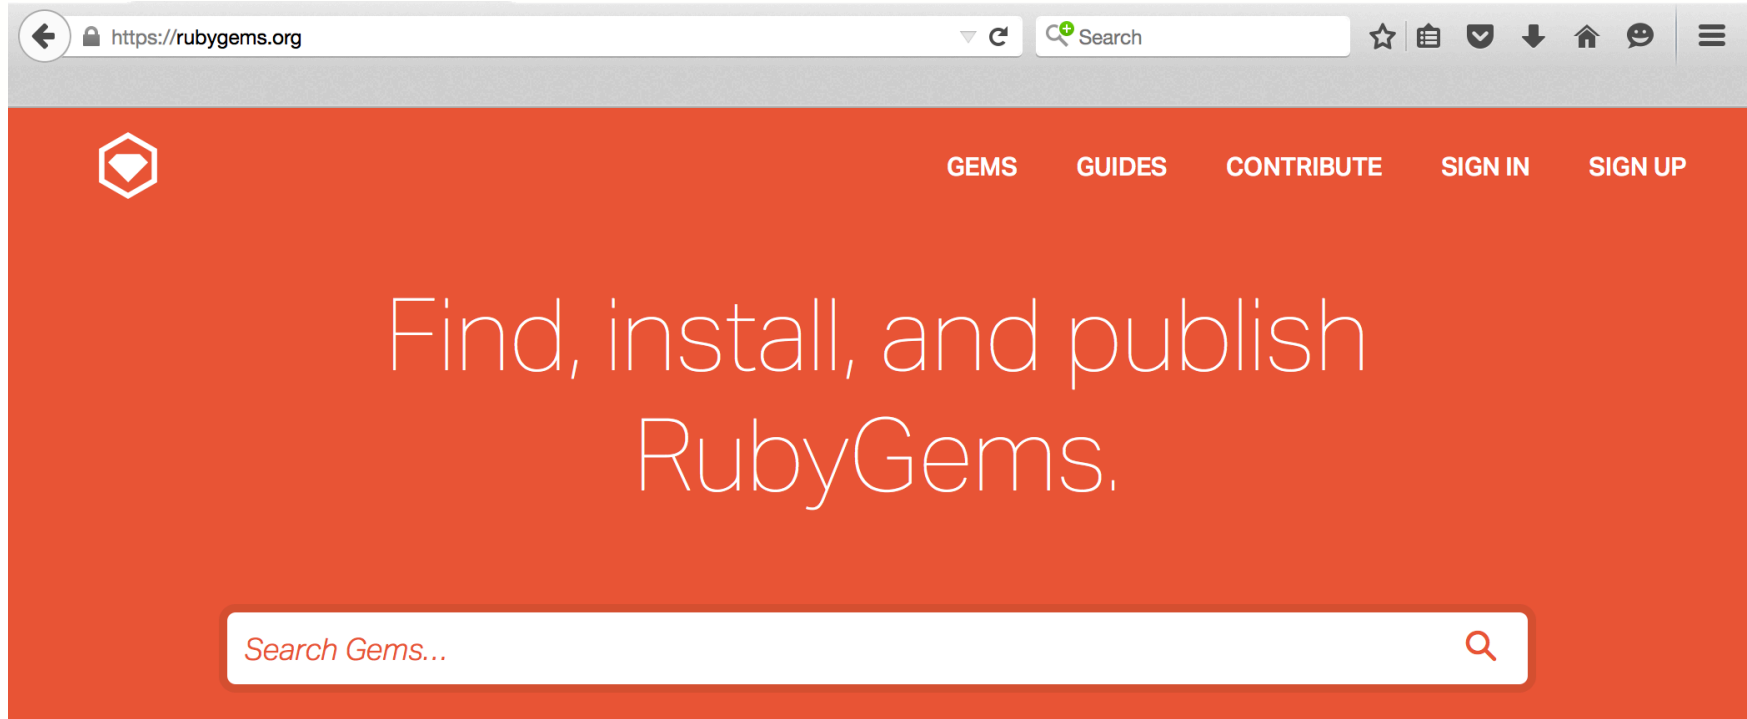 https://rubygems.org
Search
GEMS GUIDES CONTRIBUTE SIGN IN SIGN UP
Find, install, and publish
RubyGems.
Search Gems...